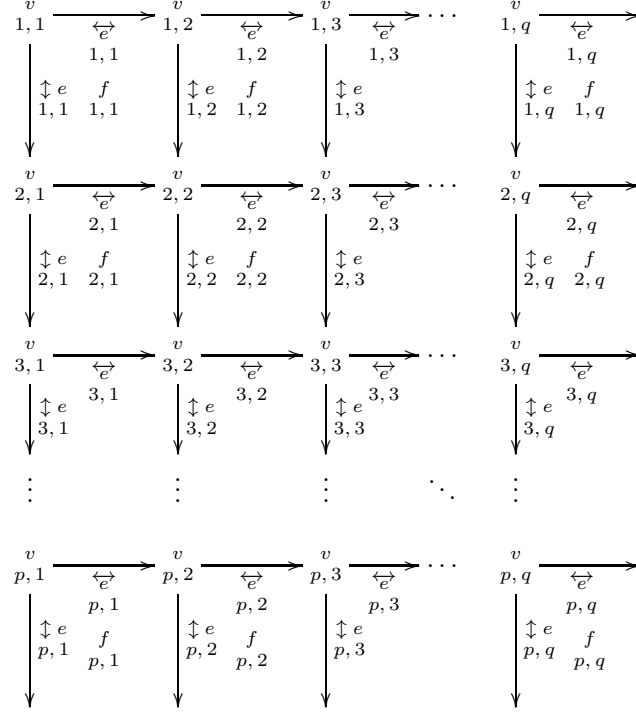 v v v v
1, 1 1, 2 1, 3 ⋯ 1, q
↔e ↔e ↔e ↔e
1, 1 1, 2 1, 3 1, q
↕ e f ↕ e f ↕ e ↕ e f
1, 1 1, 1 1, 2 1, 2 1, 3 1, q 1, q
v v v v
2, 1 2, 2 2, 3 ⋯ 2, q
↔e ↔e ↔e ↔e
2, 1 2, 2 2, 3 2, q
↕ e f ↕ e f ↕ e ↕ e f
2, 1 2, 1 2, 2 2, 2 2, 3 2, q 2, q
v v v v
3, 1 3, 2 3, 3 ⋯ 3, q
↔e ↔e ↔e ↔e
3, 1 3, 2 3, 3 3, q
↕ e ↕ e ↕ e ↕ e
3, 1 3, 2 3, 3 3, q
⋮ ⋮ ⋮ ⋱ ⋮
v v v v
p, 1 p, 2 p, 3 ⋯ p, q
↔e ↔e ↔e ↔e
p, 1 p, 2 p, 3 p, q
↕ e f ↕ e f ↕ e ↕ e f
p, 1 p, 1 p, 2 p, 2 p, 3 p, q p, q